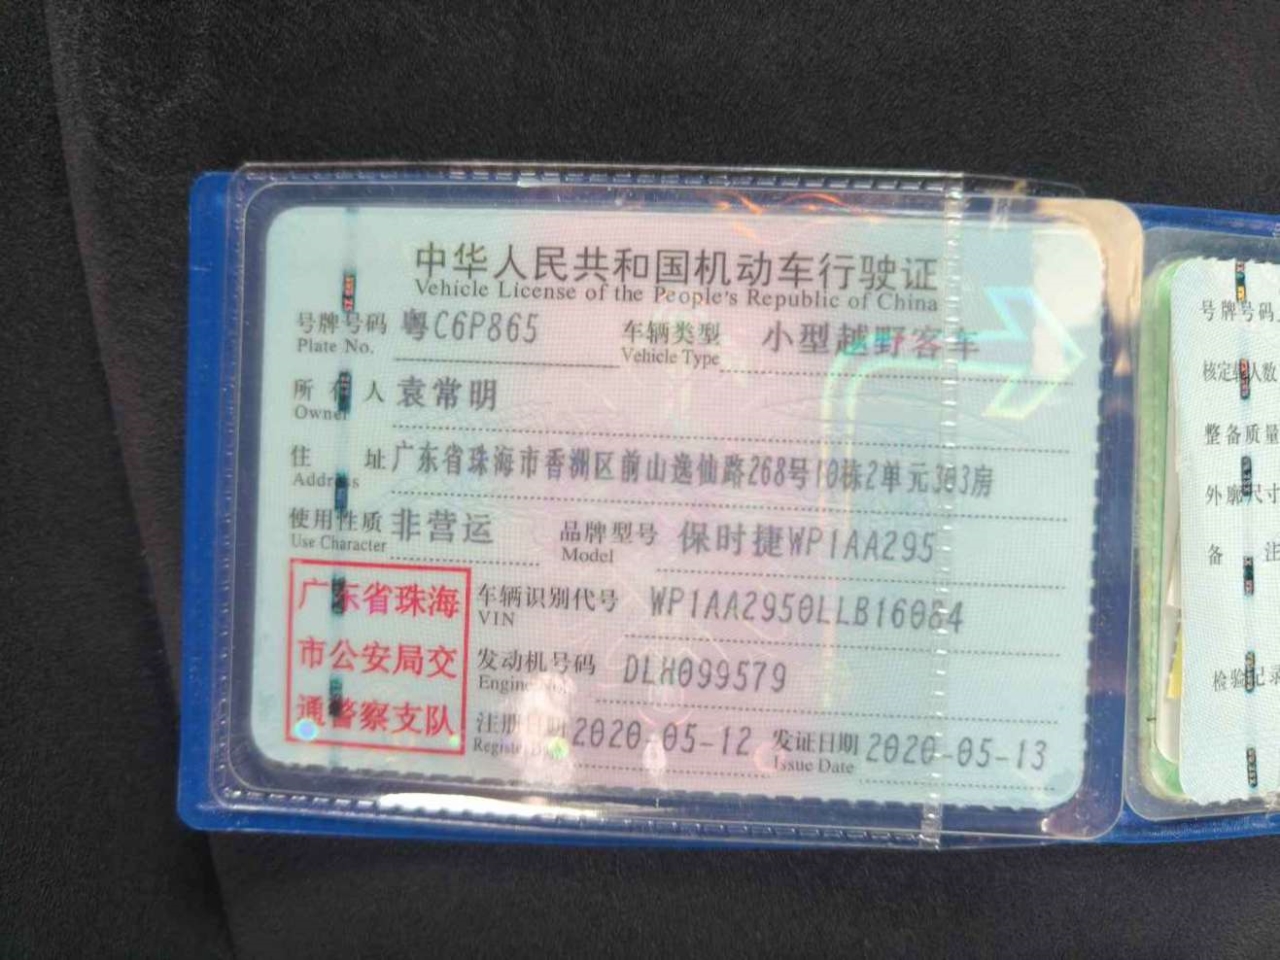 中华人民共和国机动车行驶证
Vehicle License of the People's Republic of China
号牌号码 粤C6P865 车辆类型 小型越野客车
Plate No. Vehicle Type
所有人 袁常明
Owner
住址 广东省珠海市香洲区前山逸仙路268号10栋2单元303房
Address
使用性质 非营运 品牌型号 保时捷WP1AA295
Use Character Model
广东省珠海
市公安局交
通警察支队
车辆识别代号 WP1AA2950LLB16084
VIN
发动机号码 DLH099579
Engine No.
注册日期 2020-05-12 发证日期 2020-05-13
Register Date Issue Date
号牌号码
核定载人数
整备质量
外廓尺寸
备注
检验记录